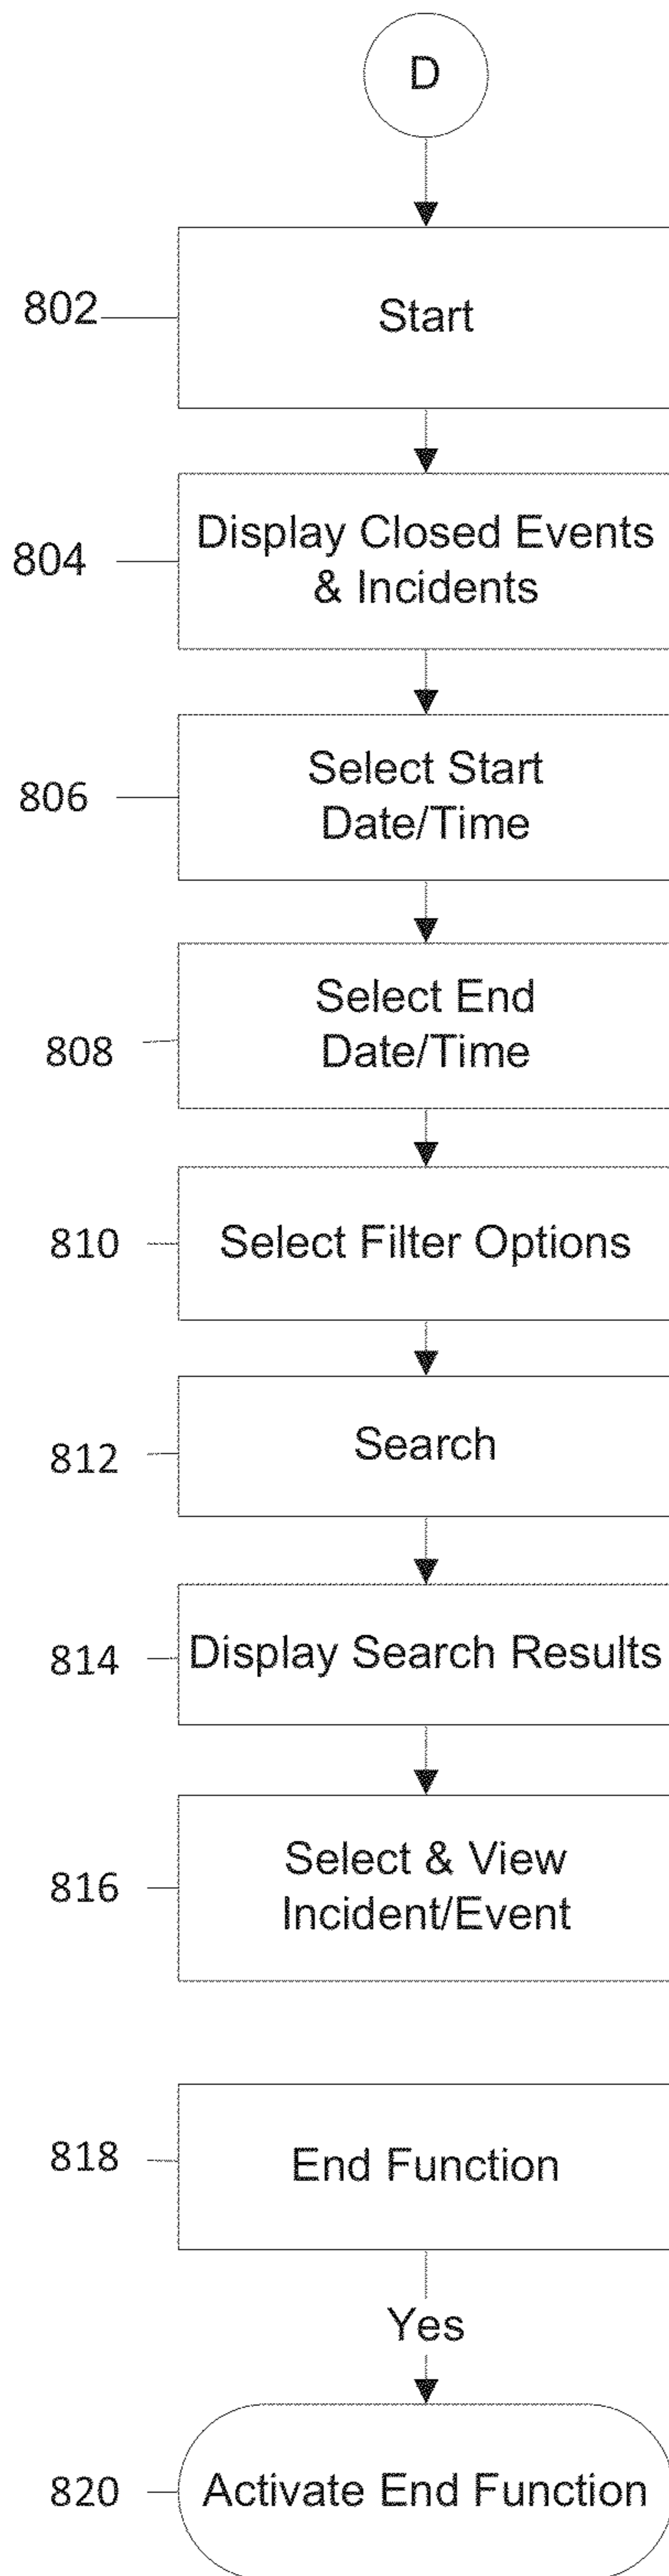 D
802
Start
804
Display Closed Events
& Incidents
806
Select Start
Date/Time
808
Select End
Date/Time
810
Select Filter Options
812
Search
814
Display Search Results
816
Select & View
Incident/Event
818
End Function
Yes
820
Activate End Function